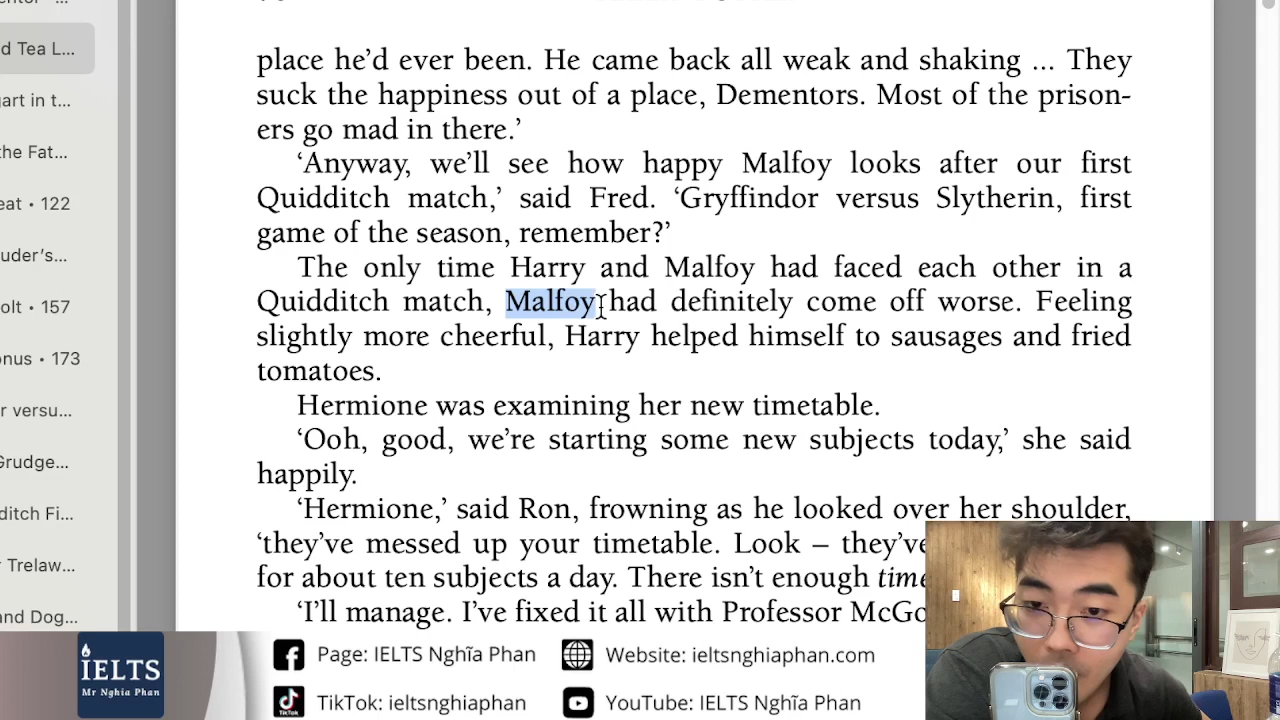 d Tea L...
art in t...
the Fat...
eat • 122
uder's...
olt • 157
onus • 173
r versu...
Grudge...
ditch Fi...
r Trelaw...
and Dog...
place he'd ever been. He came back all weak and shaking ... They
suck the happiness out of a place, Dementors. Most of the prison-
ers go mad in there.'
‘Anyway, we'll see how happy Malfoy looks after our first
Quidditch match,' said Fred. ‘Gryffindor versus Slytherin, first
game of the season, remember?'
The only time Harry and Malfoy had faced each other in a
Quidditch match, Malfoy had definitely come off worse. Feeling
slightly more cheerful, Harry helped himself to sausages and fried
tomatoes.
Hermione was examining her new timetable.
‘Ooh, good, we're starting some new subjects today,' she said
happily.
‘Hermione,' said Ron, frowning as he looked over her shoulder,
‘they've messed up your timetable. Look – they've
for about ten subjects a day. There isn't enough time
‘I'll manage. I've fixed it all with Professor McGo
IELTS
Mr Nghia Phan
Page: IELTS Nghĩa Phan
Website: ieltsnghiaphan.com
TikTok: ieltsnghiaphan
YouTube: IELTS Nghĩa Phan